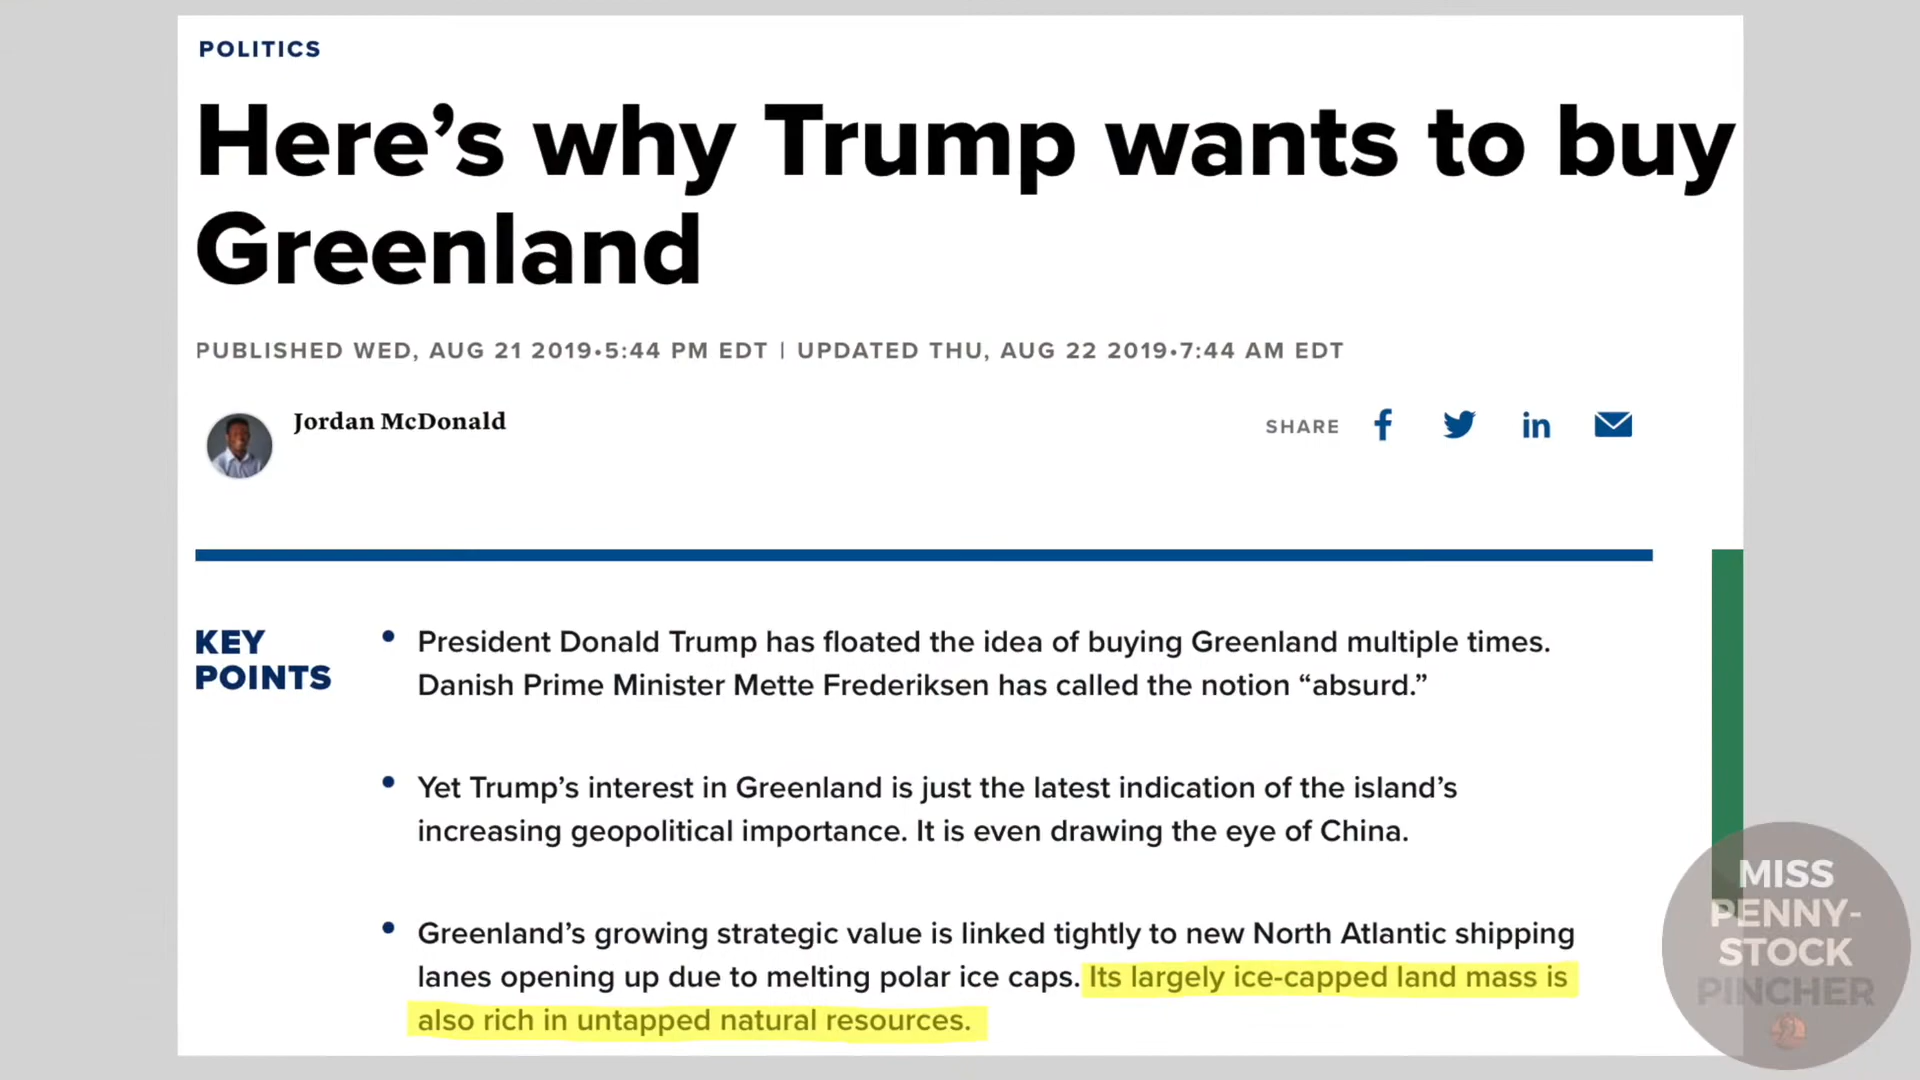 POLITICS
Here’s why Trump wants to buy
Greenland
PUBLISHED WED, AUG 21 2019•5:44 PM EDT | UPDATED THU, AUG 22 2019•7:44 AM EDT
Jordan McDonald
SHARE
KEY
POINTS
• President Donald Trump has floated the idea of buying Greenland multiple times.
Danish Prime Minister Mette Frederiksen has called the notion “absurd.”
• Yet Trump’s interest in Greenland is just the latest indication of the island’s
increasing geopolitical importance. It is even drawing the eye of China.
• Greenland’s growing strategic value is linked tightly to new North Atlantic shipping
lanes opening up due to melting polar ice caps. Its largely ice-capped land mass is
also rich in untapped natural resources.
MISS
PENNY-
STOCK
PINCHER